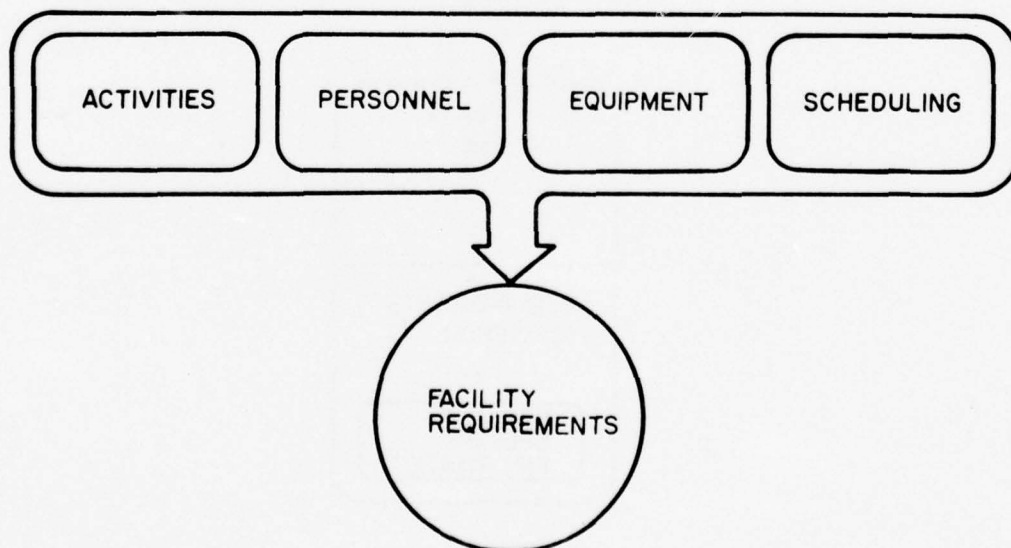 ACTIVITIES
PERSONNEL
EQUIPMENT
SCHEDULING
FACILITY
REQUIREMENTS